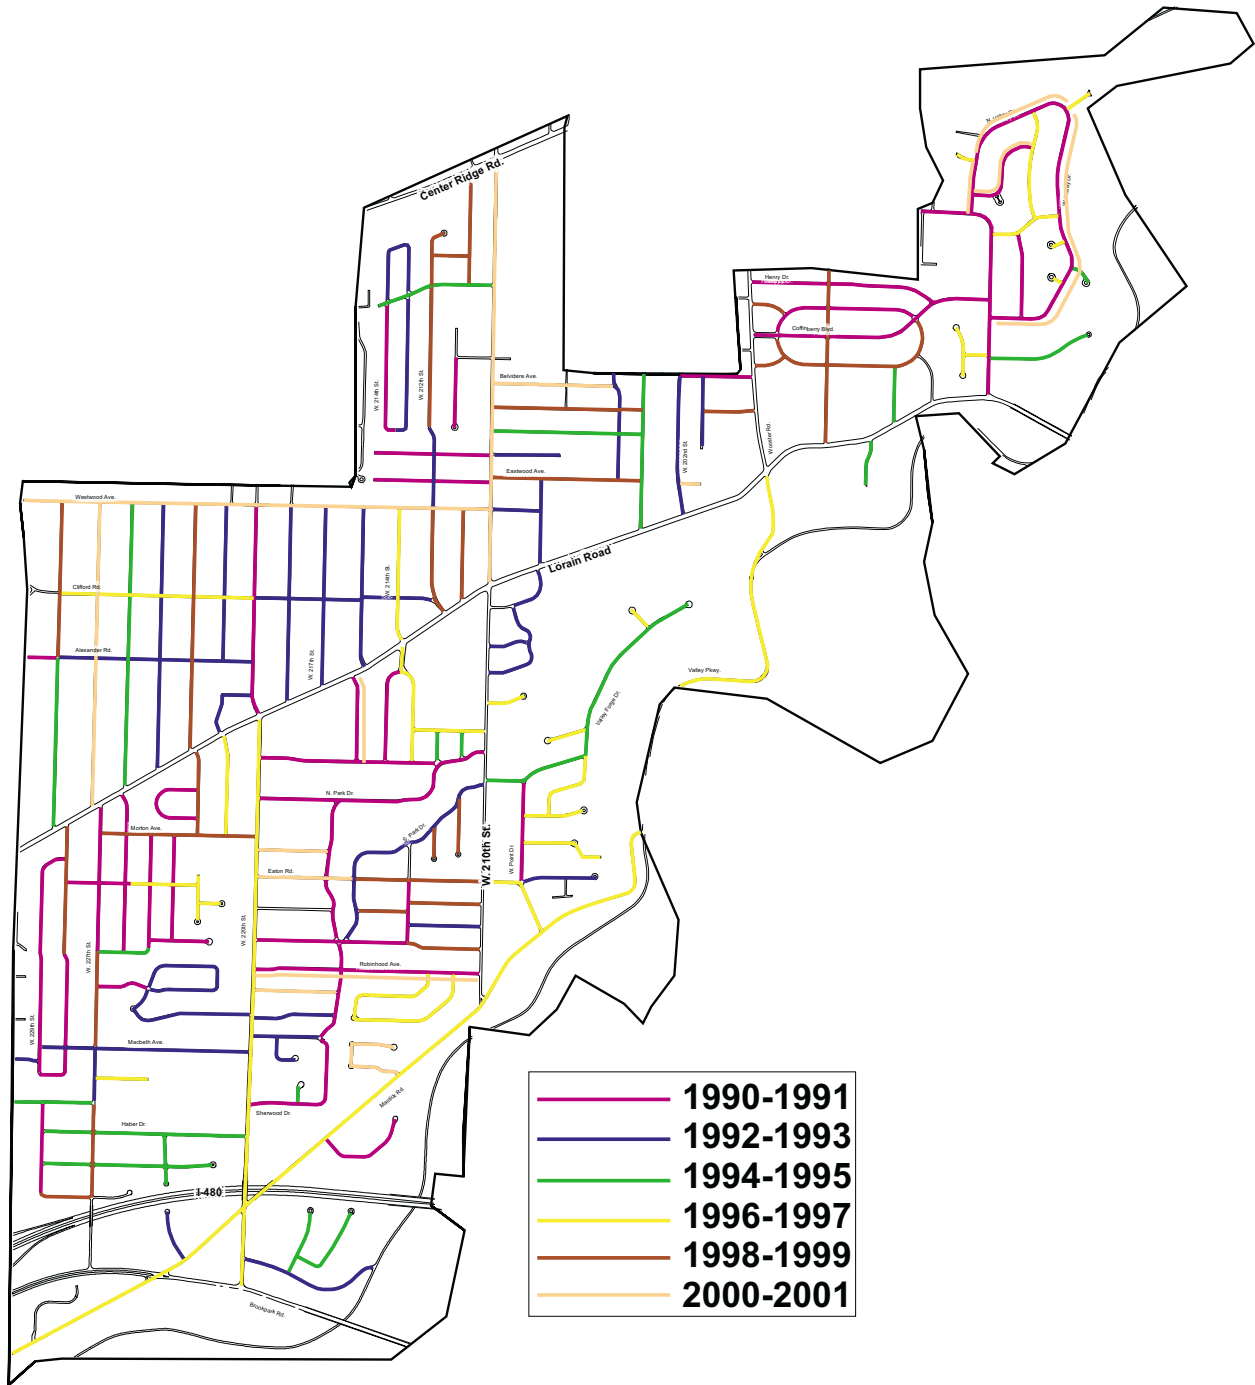 Center Ridge Rd.
Henry Dr.
Coffinberry Blvd.
W. 214th St.
W. 212th St.
Belvidere Ave.
Wooster Rd.
W. 202nd St.
Eastwood Ave.
Westwood Ave.
Lorain Road
W. 214th St.
Clifford Rd.
Alexander Rd.
W. 217th St.
Valley Pkwy.
Valley Forge Dr.
N. Park Dr.
Morton Ave.
S. Park Dr.
W. 210th St.
W. Point Dr.
Eaton Rd.
W. 220th St.
W. 227th St.
Robinhood Ave.
W. 229th St.
Macbeth Ave.
Mastick Rd.
Sherwood Dr.
Haber Dr.
I-480
Brookpark Rd.
1990-1991
1992-1993
1994-1995
1996-1997
1998-1999
2000-2001